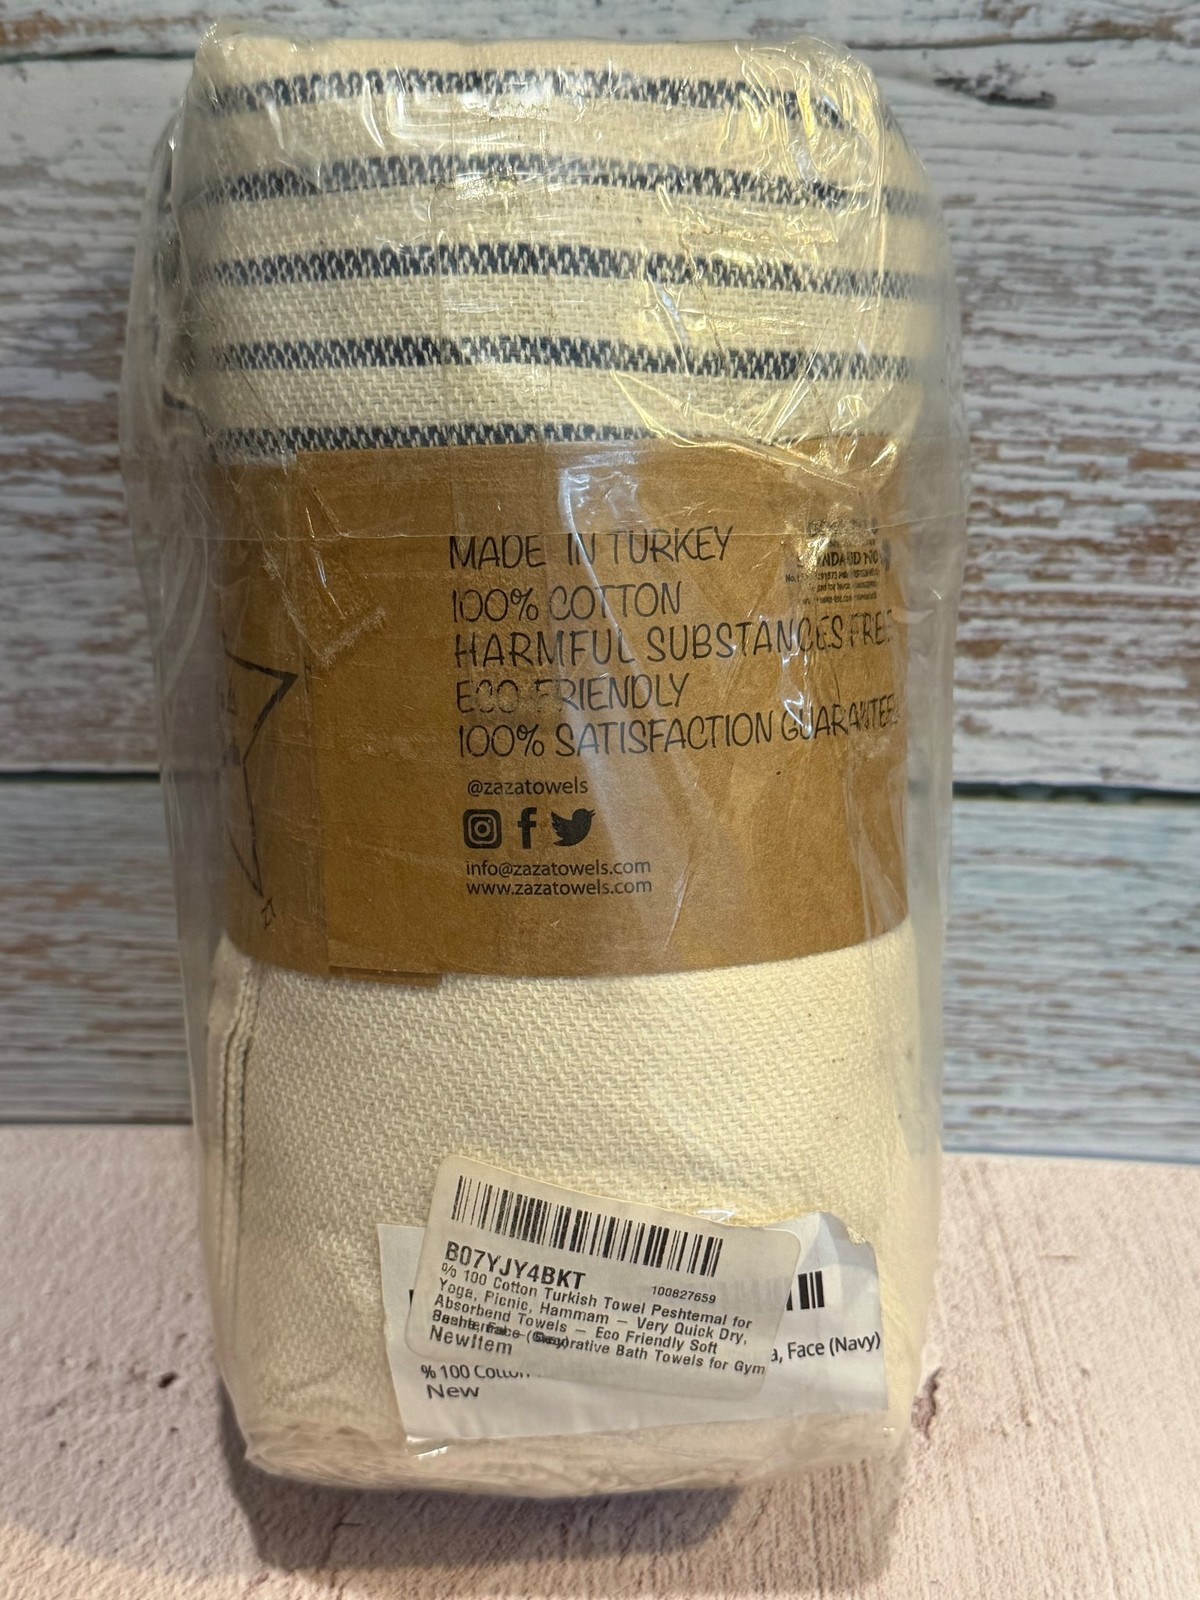 MADE IN TURKEY
100% COTTON
HARMFUL SUBSTANCES FREE
ECO FRIENDLY
100% SATISFACTION GUARANTEE
@zazatowels
info@zazatowels.com
www.zazatowels.com
B07YJY4BKT
100827659
% 100 Cotton Turkish Towel Peshtemal for
Yoga, Picnic, Hammam — Very Quick Dry,
Absorbend Towels — Eco Friendly Soft
Decorative Bath Towels for Gym
NewItem
a, Face (Navy)
% 100 Cotton
New